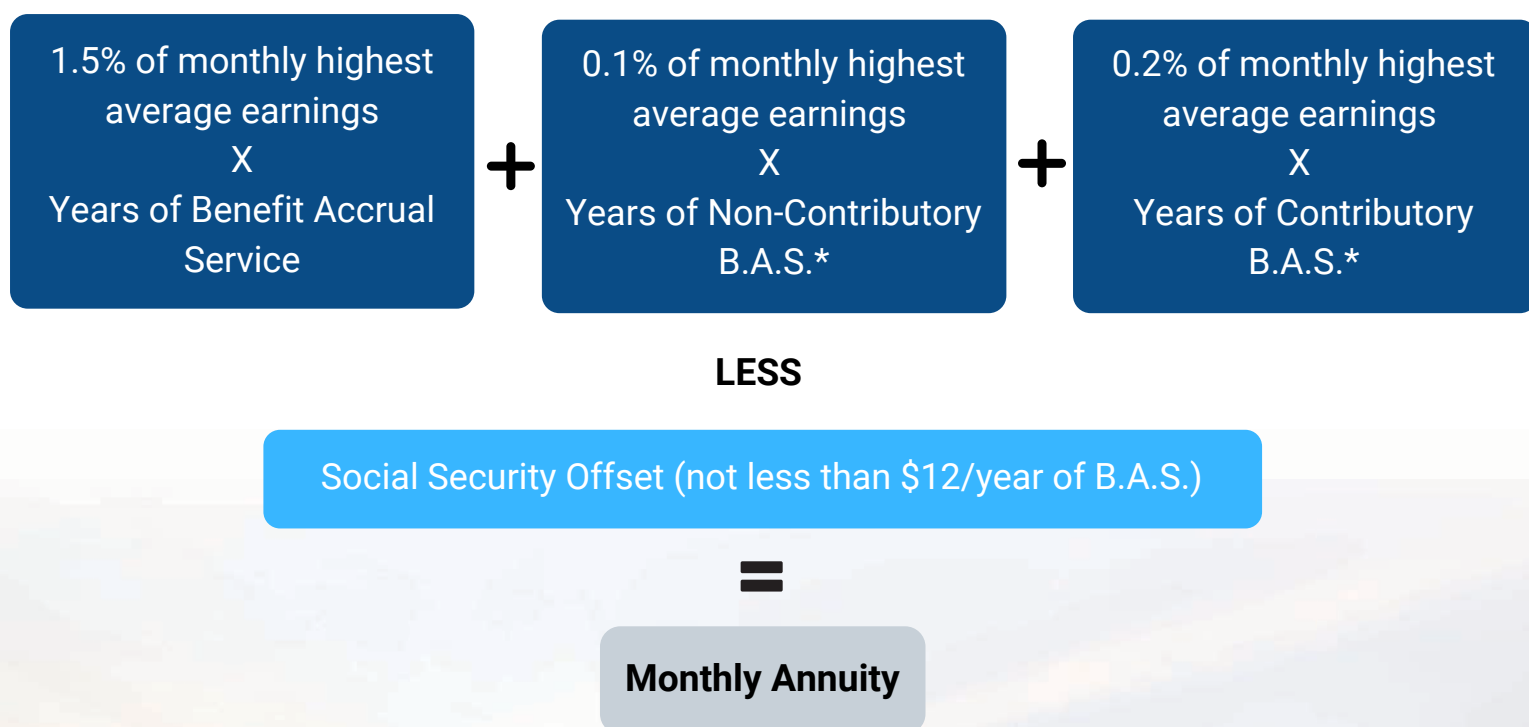 1.5% of monthly highest
average earnings
X
Years of Benefit Accrual
Service
+
0.1% of monthly highest
average earnings
X
Years of Non-Contributory
B.A.S.*
+
0.2% of monthly highest
average earnings
X
Years of Contributory
B.A.S.*
LESS
Social Security Offset (not less than $12/year of B.A.S.)
=
Monthly Annuity